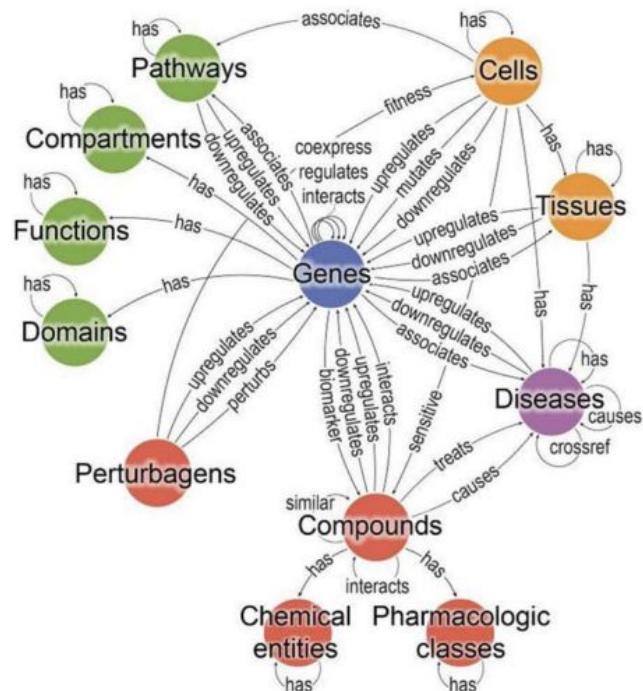 has
associates
has
Pathways
Cells
has
fitness
Compartments
associates
upregulates
downregulates
coexpress
regulates
interacts
upregulates
mutates
downregulates
has
has
has
has
Functions
has
upregulates
Tissues
downregulates
associates
Genes
has
Domains
has
upregulates
downregulates
associates
has
has
has
upregulates
downregulates
perturbs
biomarker
downregulates
upregulates
interacts
sensitive
Diseases
causes
crossref
treats
causes
Perturbagens
similar
Compounds
has
interacts
has
Chemical
entities
Pharmacologic
classes
has
has